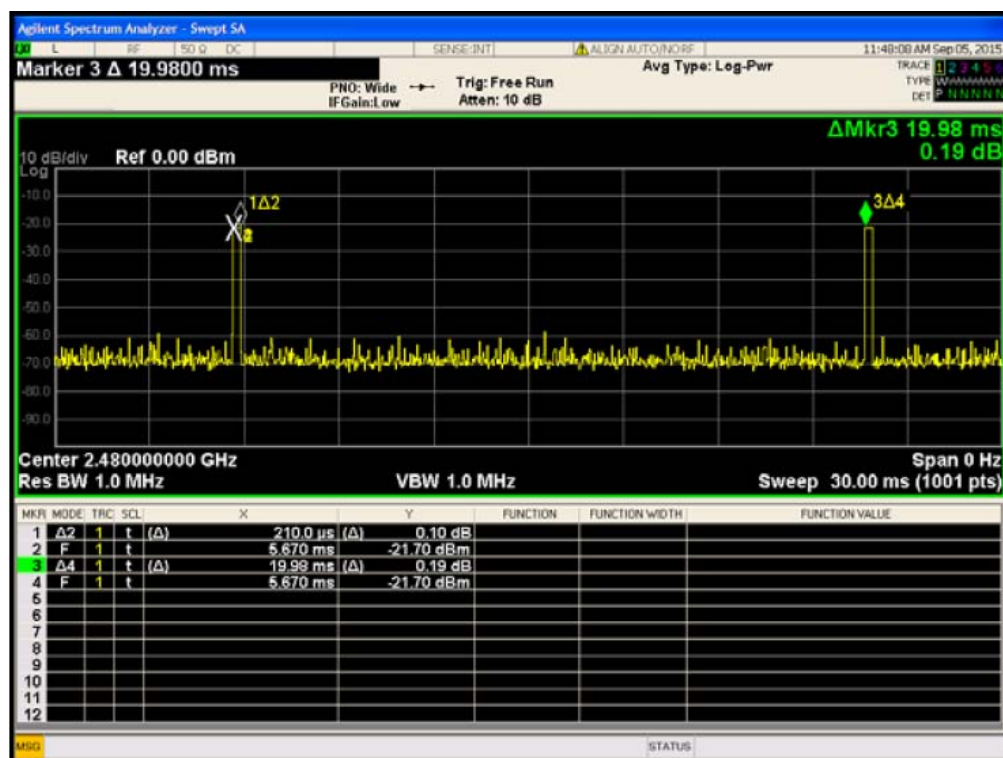 Agilent Spectrum Analyzer - Swept SA
LXI L RF 50 Ω DC SENSE:INT ALIGN AUTO/NO RF 11:48:08 AM Sep 05, 2015
Marker 3 Δ 19.9800 ms Avg Type: Log-Pwr TRACE 1 2 3 4 5 6
PNO: Wide Trig: Free Run TYPE
IFGain:Low Atten: 10 dB DET P N N N N N
ΔMkr3 19.98 ms
10 dB/div Ref 0.00 dBm 0.19 dB
Log
-10.0
1Δ2 3Δ4
-20.0
-30.0
-40.0
-50.0
-60.0
-70.0
-80.0
-90.0
Center 2.480000000 GHz Span 0 Hz
Res BW 1.0 MHz VBW 1.0 MHz Sweep 30.00 ms (1001 pts)
MKR MODE TRC SCL X Y FUNCTION FUNCTION WIDTH FUNCTION VALUE
1 Δ2 1 t (Δ) 210.0 µs (Δ) 0.10 dB
2 F 1 t 5.670 ms -21.70 dBm
3 Δ4 1 t (Δ) 19.98 ms (Δ) 0.19 dB
4 F 1 t 5.670 ms -21.70 dBm
5
6
7
8
9
10
11
12
MSG STATUS